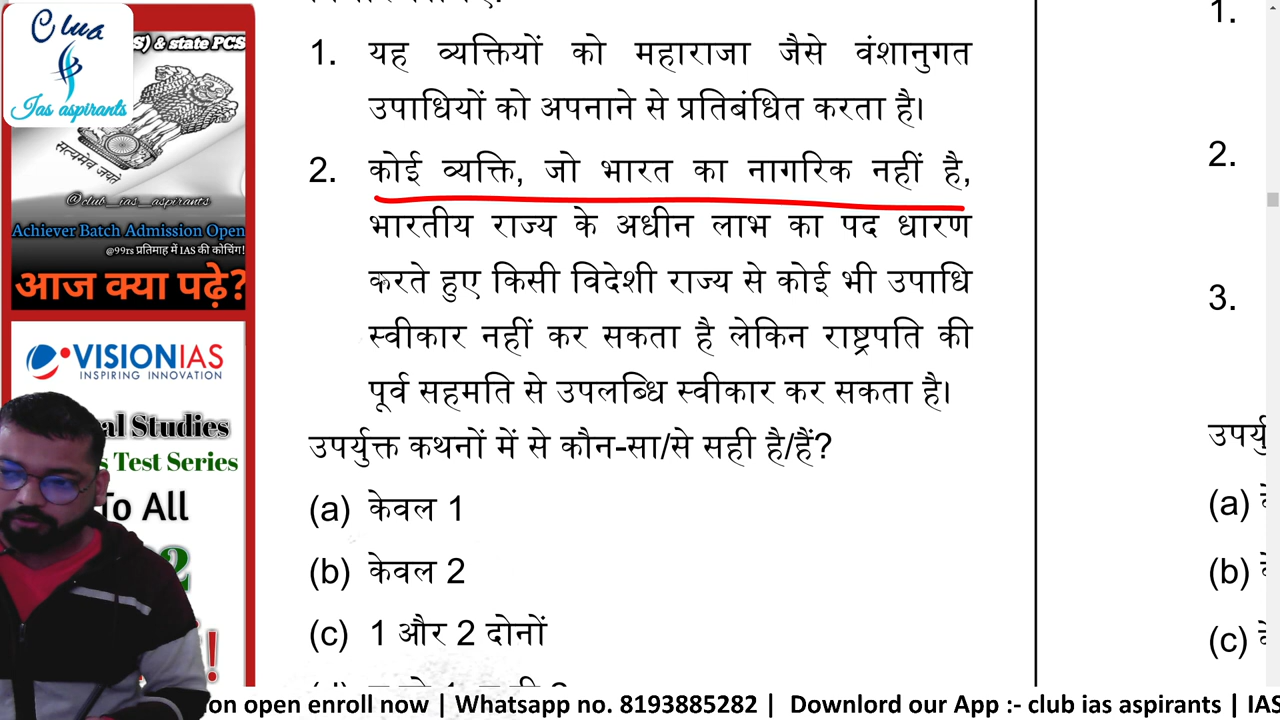 Club
Ias aspirants
S) & state PCS
सत्यमेव जयते
@club_ias_aspirants
Achiever Batch Admission Open
@99rs प्रतिमाह में IAS की कोचिंग!
आज क्या पढ़े?
VISIONIAS
INSPIRING INNOVATION
al Studies
s Test Series
To All
2
!
1. यह व्यक्तियों को महाराजा जैसे वंशानुगत
उपाधियों को अपनाने से प्रतिबंधित करता है।
2. कोई व्यक्ति, जो भारत का नागरिक नहीं है,
भारतीय राज्य के अधीन लाभ का पद धारण
करते हुए किसी विदेशी राज्य से कोई भी उपाधि
स्वीकार नहीं कर सकता है लेकिन राष्ट्रपति की
पूर्व सहमति से उपलब्धि स्वीकार कर सकता है।
उपर्युक्त कथनों में से कौन-सा/से सही है/हैं?
(a) केवल 1
(b) केवल 2
(c) 1 और 2 दोनों
1.
2.
3.
उपर्यु
(a)
(b)
(c)
on open enroll now | Whatsapp no. 8193885282 | Downlord our App :- club ias aspirants | IAS